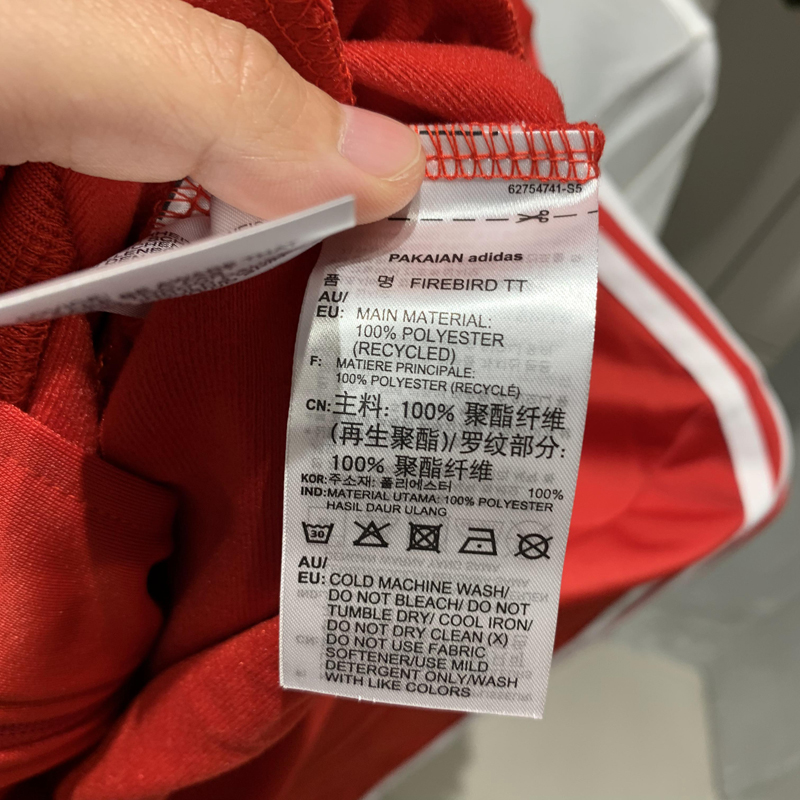 62754741-S5
PAKAIAN adidas
품 명 FIREBIRD TT
AU/
EU: MAIN MATERIAL:
100% POLYESTER
(RECYCLED)
F: MATIERE PRINCIPALE:
100% POLYESTER (RECYCLÉ)
CN:主料: 100% 聚酯纤维
(再生聚酯)/罗纹部分:
100% 聚酯纤维
KOR:주소재: 폴리에스터 100%
IND:MATERIAL UTAMA: 100% POLYESTER
HASIL DAUR ULANG
30
AU/
EU: COLD MACHINE WASH/
DO NOT BLEACH/ DO NOT
TUMBLE DRY/ COOL IRON/
DO NOT DRY CLEAN (X)
DO NOT USE FABRIC
SOFTENER/USE MILD
DETERGENT ONLY/WASH
WITH LIKE COLORS